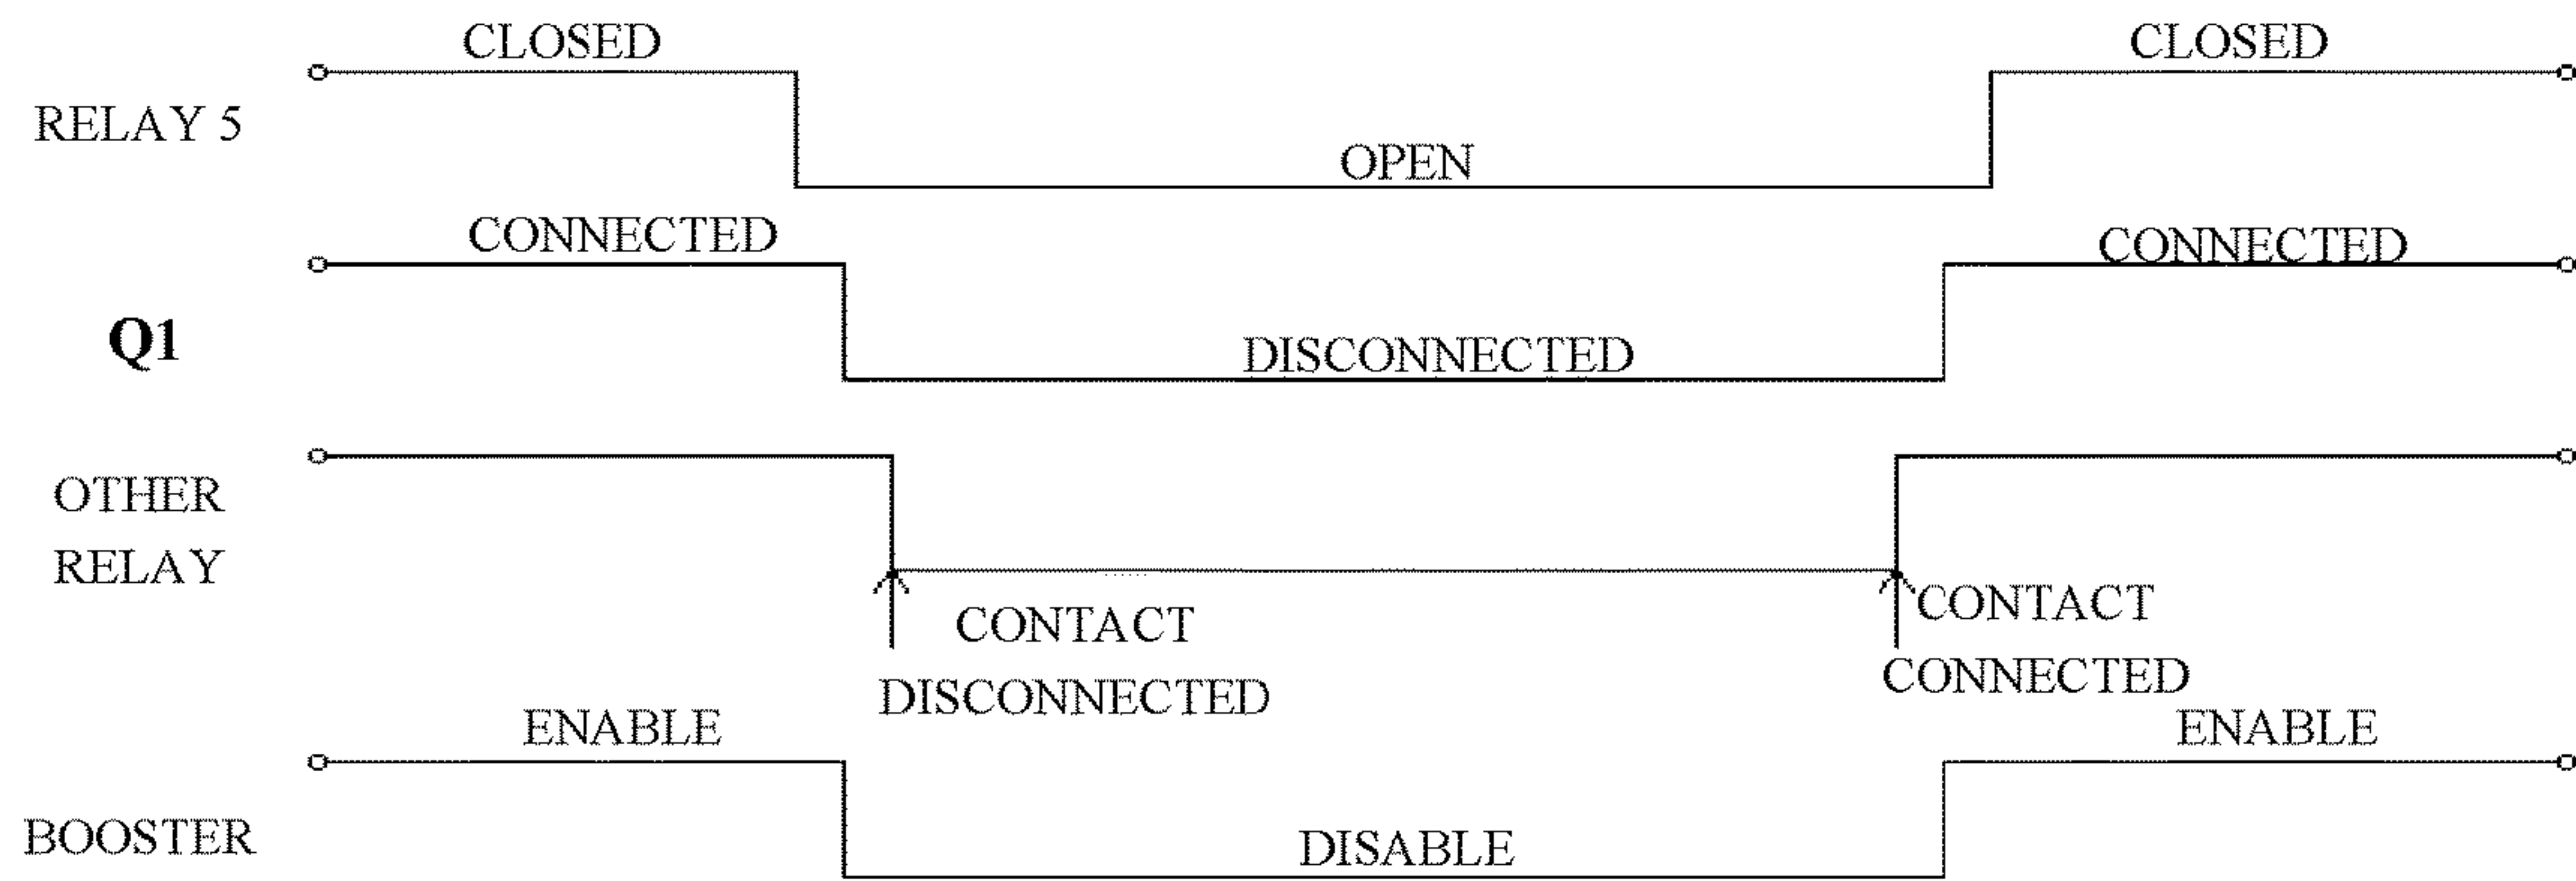 CLOSED
CLOSED
RELAY 5
OPEN
CONNECTED
CONNECTED
Q1
DISCONNECTED
OTHER
RELAY
CONTACT
DISCONNECTED
CONTACT
CONNECTED
ENABLE
ENABLE
BOOSTER
DISABLE